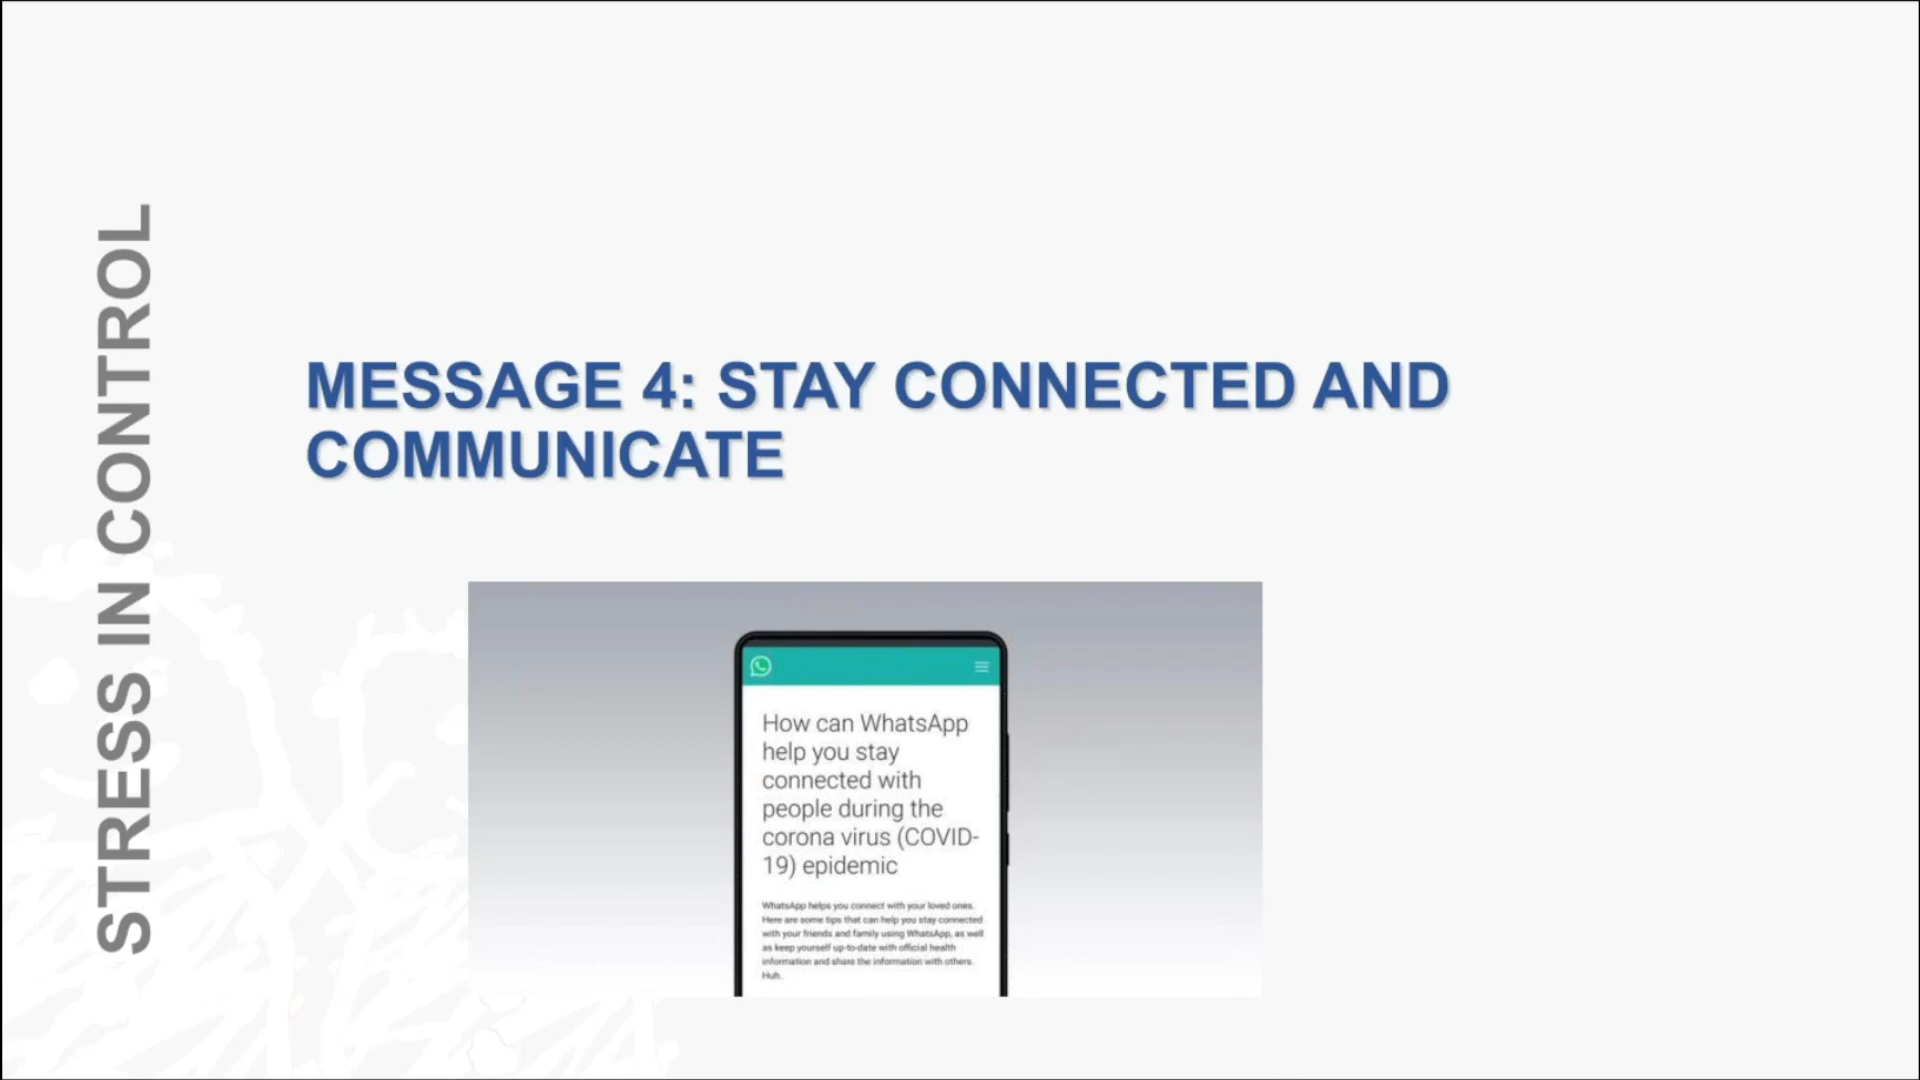 STRESS IN CONTROL
MESSAGE 4: STAY CONNECTED AND
COMMUNICATE
How can WhatsApp
help you stay
connected with
people during the
corona virus (COVID-
19) epidemic
WhatsApp helps you connect with your loved ones.
Here are some tips that can help you stay connected
with your friends and family using WhatsApp, as well
as keep yourself up-to-date with official health
information and share the information with others.
Huh.